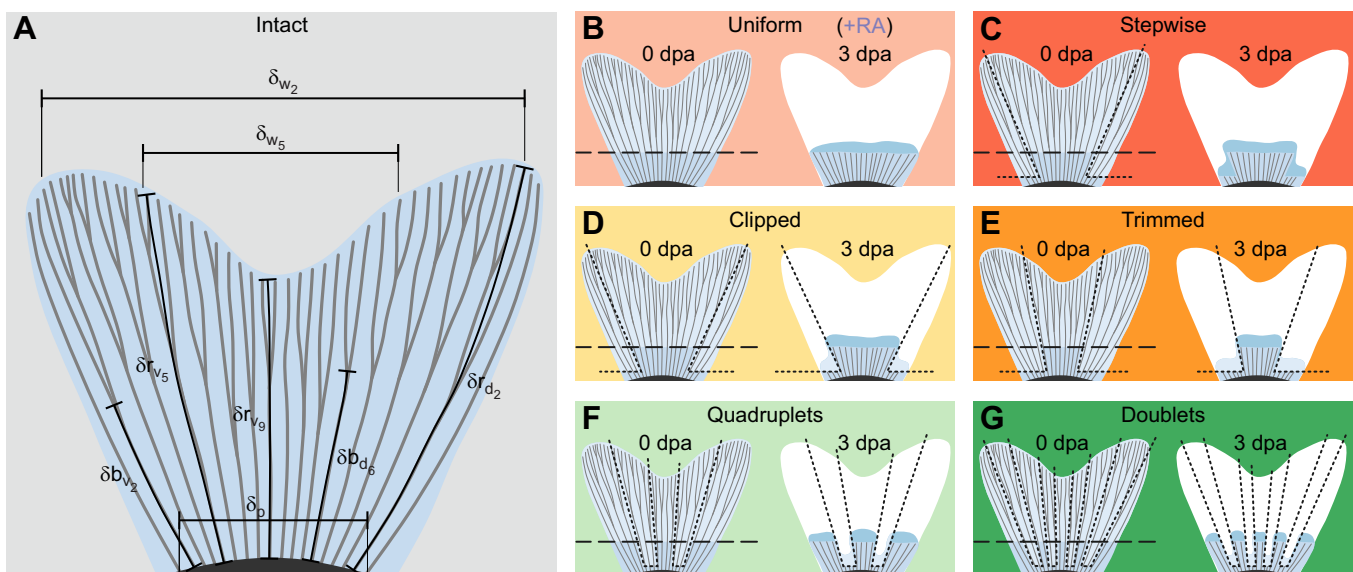 A Intact
δw2
δw5
δrv5
δrd2
δrv9
δbv2
δbd6
δp
B Uniform (+RA)
0 dpa 3 dpa
C Stepwise
0 dpa 3 dpa
D Clipped
0 dpa 3 dpa
E Trimmed
0 dpa 3 dpa
F Quadruplets
0 dpa 3 dpa
G Doublets
0 dpa 3 dpa